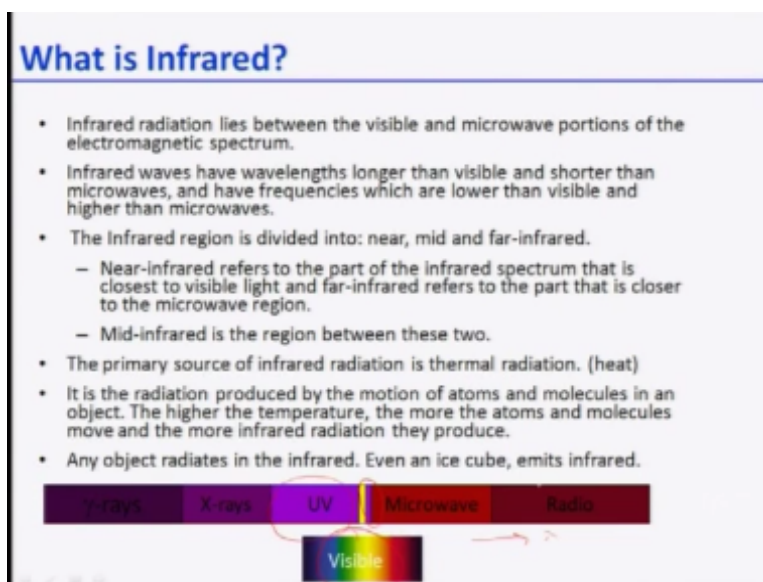 What is Infrared?
• Infrared radiation lies between the visible and microwave portions of the
electromagnetic spectrum.
• Infrared waves have wavelengths longer than visible and shorter than
microwaves, and have frequencies which are lower than visible and
higher than microwaves.
• The Infrared region is divided into: near, mid and far-infrared.
– Near-infrared refers to the part of the infrared spectrum that is
closest to visible light and far-infrared refers to the part that is closer
to the microwave region.
– Mid-infrared is the region between these two.
• The primary source of infrared radiation is thermal radiation. (heat)
• It is the radiation produced by the motion of atoms and molecules in an
object. The higher the temperature, the more the atoms and molecules
move and the more infrared radiation they produce.
• Any object radiates in the infrared. Even an ice cube, emits infrared.
γ-rays X-rays UV Microwave Radio
Visible